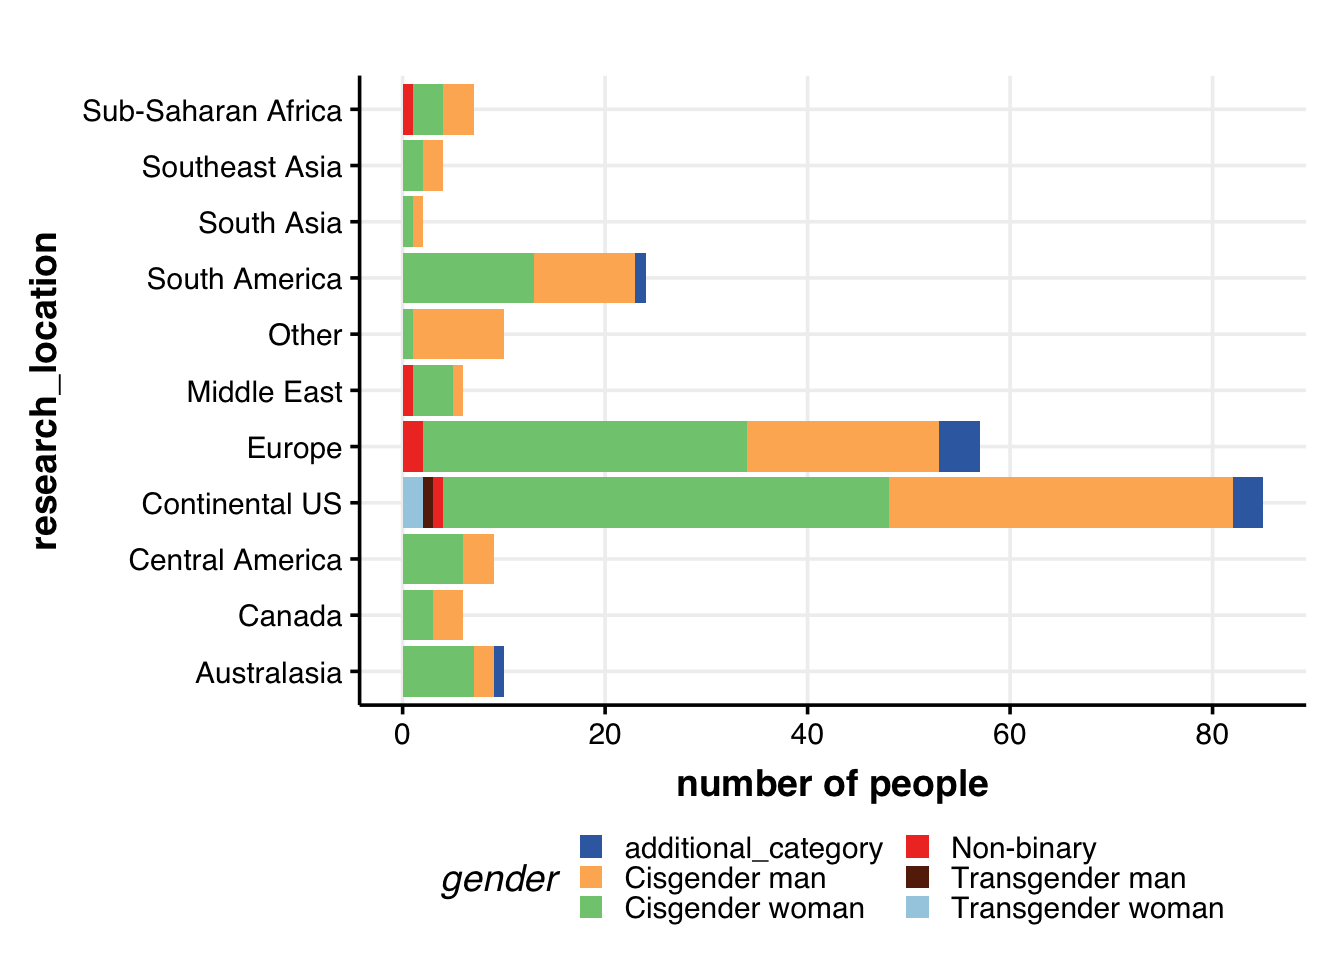 research_location
Sub-Saharan Africa
Southeast Asia
South Asia
South America
Other
Middle East
Europe
Continental US
Central America
Canada
Australasia
0 20 40 60 80
number of people
gender
additional_category Non-binary
Cisgender man Transgender man
Cisgender woman Transgender woman